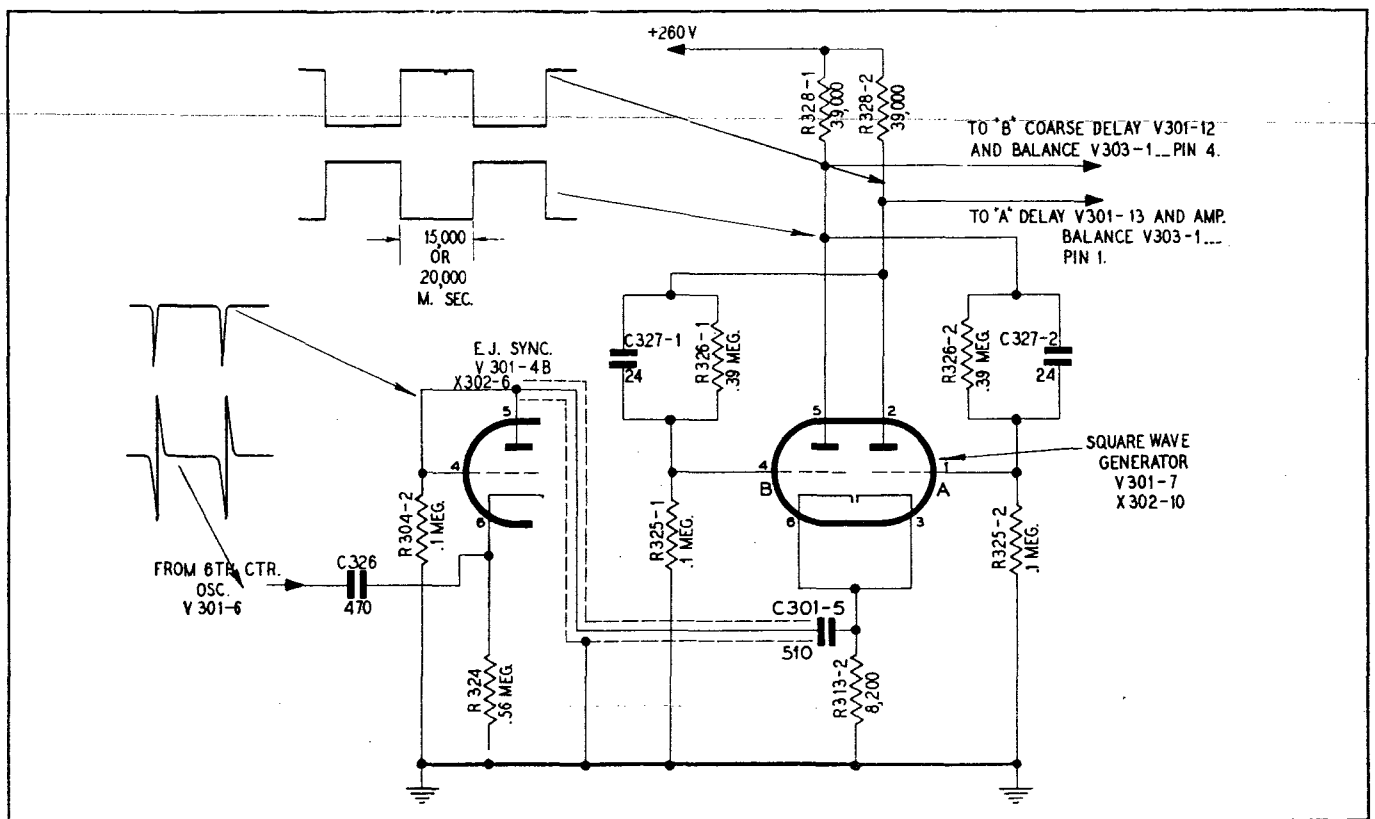 +260 V
R328-1
39,000
R328-2
39,000
TO "B" COARSE DELAY V301-12
AND BALANCE V303-1__PIN 4.
TO "A" DELAY V301-13 AND AMP.
BALANCE V303-1__
PIN 1.
15,000
OR
20,000
M. SEC.
E.J. SYNC.
V 301-4B
X302-6
5
4
6
C327-1
24
R326-1
.39 MEG.
R326-2
.39 MEG.
C327-2
24
5
2
4
B
1
A
6
3
SQUARE WAVE
GENERATOR
V301-7
X302-10
R304-2
.1 MEG.
R325-1
.1 MEG.
R325-2
.1 MEG.
FROM 6TH CTR.
OSC.
V 301-6
C326
470
C301-5
510
R324
.56 MEG.
R313-2
8,200